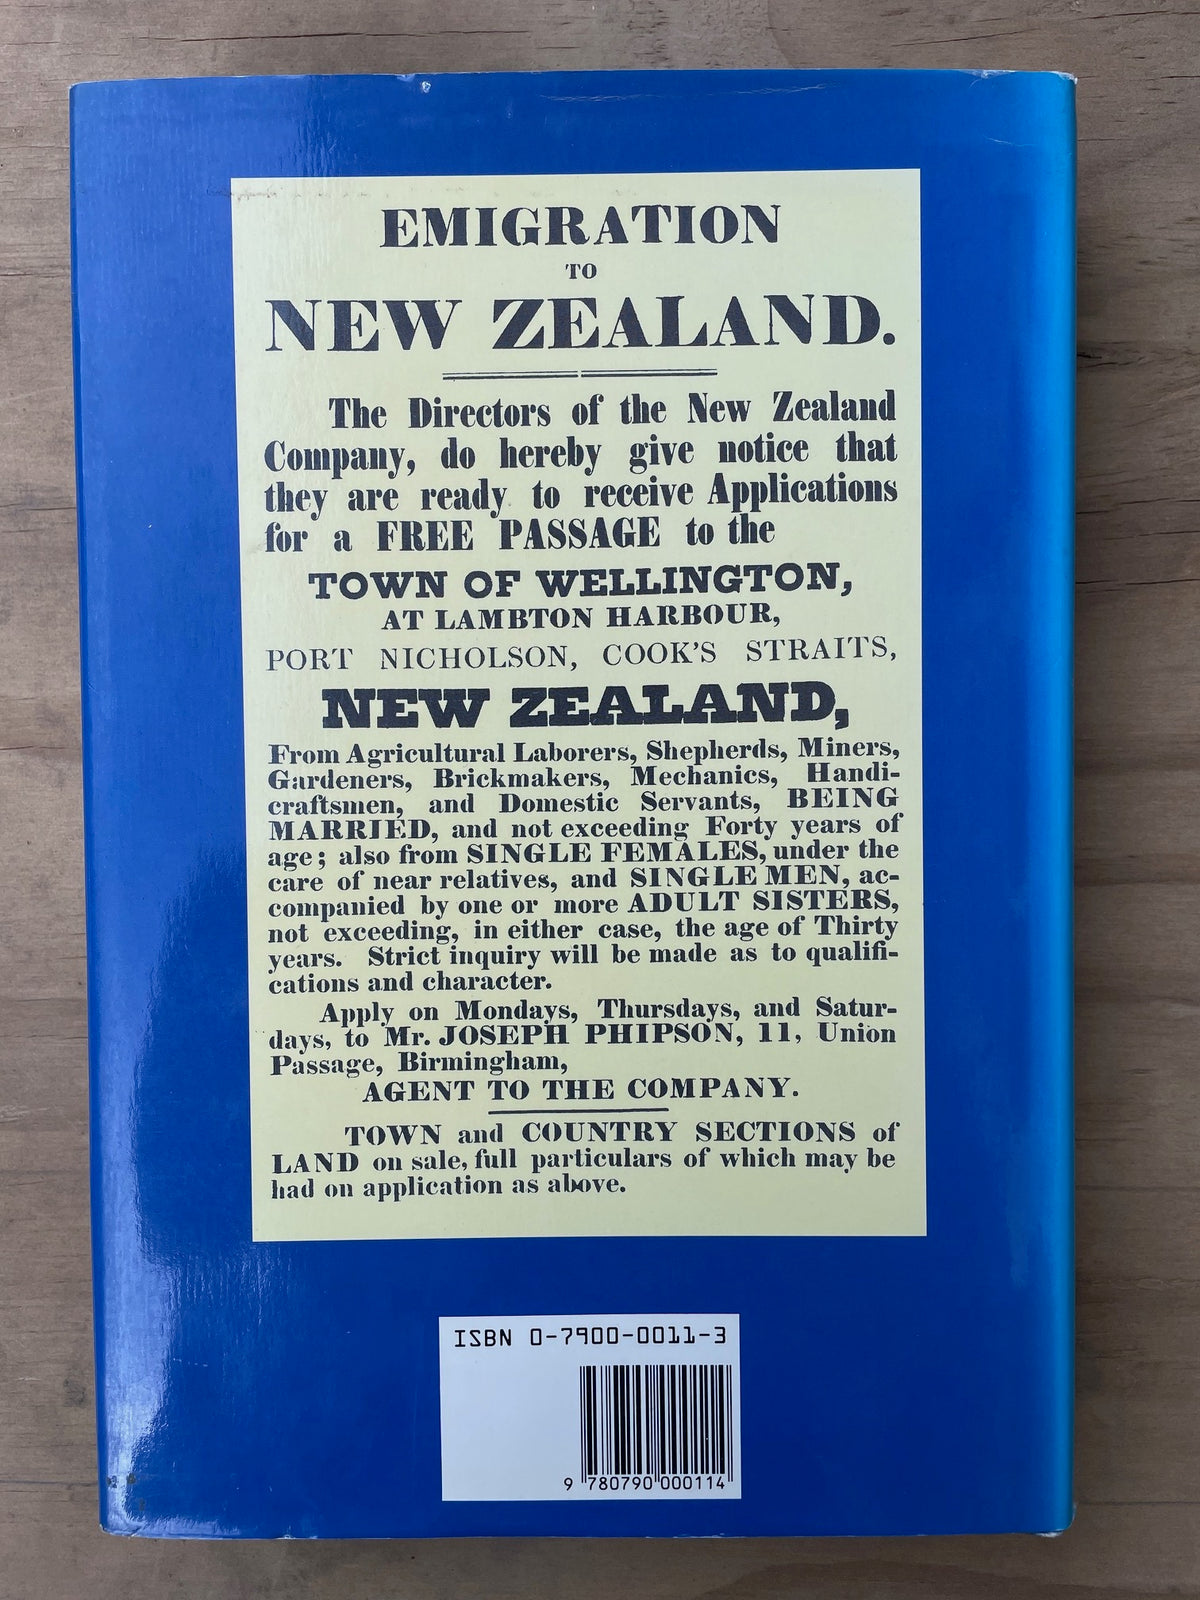 EMIGRATION
TO
NEW ZEALAND.
The Directors of the New Zealand
Company, do hereby give notice that
they are ready to receive Applications
for a FREE PASSAGE to the
TOWN OF WELLINGTON,
AT LAMBTON HARBOUR,
PORT NICHOLSON, COOK'S STRAITS,
NEW ZEALAND,
From Agricultural Laborers, Shepherds, Miners,
Gardeners, Brickmakers, Mechanics, Handi-
craftsmen, and Domestic Servants, BEING
MARRIED, and not exceeding Forty years of
age; also from SINGLE FEMALES, under the
care of near relatives, and SINGLE MEN, ac-
companied by one or more ADULT SISTERS,
not exceeding, in either case, the age of Thirty
years. Strict inquiry will be made as to qualifi-
cations and character.
Apply on Mondays, Thursdays, and Satur-
days, to Mr. JOSEPH PHIPSON, 11, Union
Passage, Birmingham,
AGENT TO THE COMPANY.
TOWN and COUNTRY SECTIONS of
LAND on sale, full particulars of which may be
had on application as above.
ISBN 0-7900-0011-3
9 780790 000114